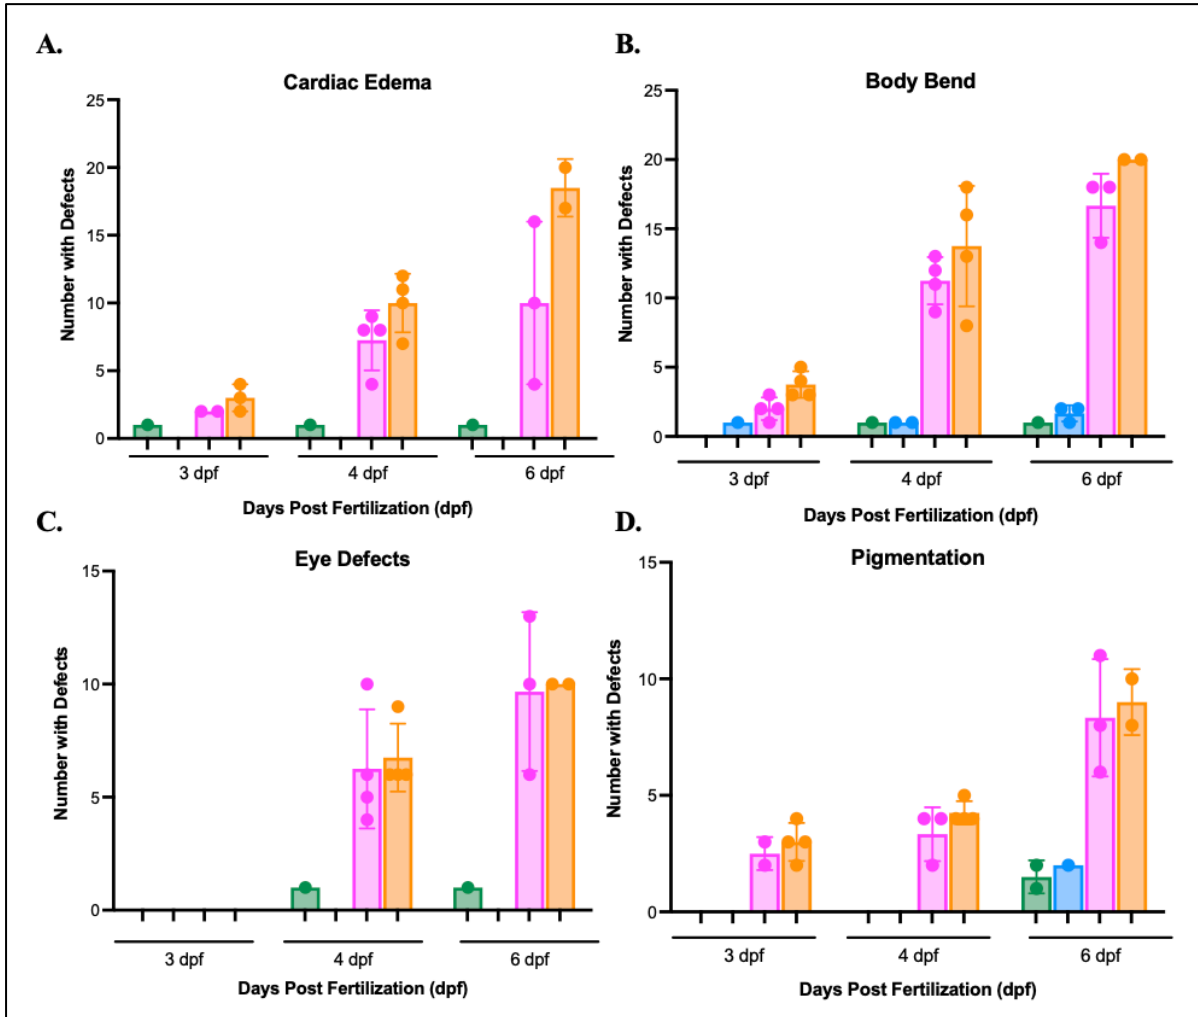 A.
Cardiac Edema
Number with Defects
25
20
15
10
5
0
3 dpf 4 dpf 6 dpf
Days Post Fertilization (dpf)
B.
Body Bend
Number with Defects
25
20
15
10
5
0
3 dpf 4 dpf 6 dpf
Days Post Fertilization (dpf)
C.
Eye Defects
Number with Defects
15
10
5
0
3 dpf 4 dpf 6 dpf
Days Post Fertilization (dpf)
D.
Pigmentation
Number with Defects
15
10
5
0
3 dpf 4 dpf 6 dpf
Days Post Fertilization (dpf)